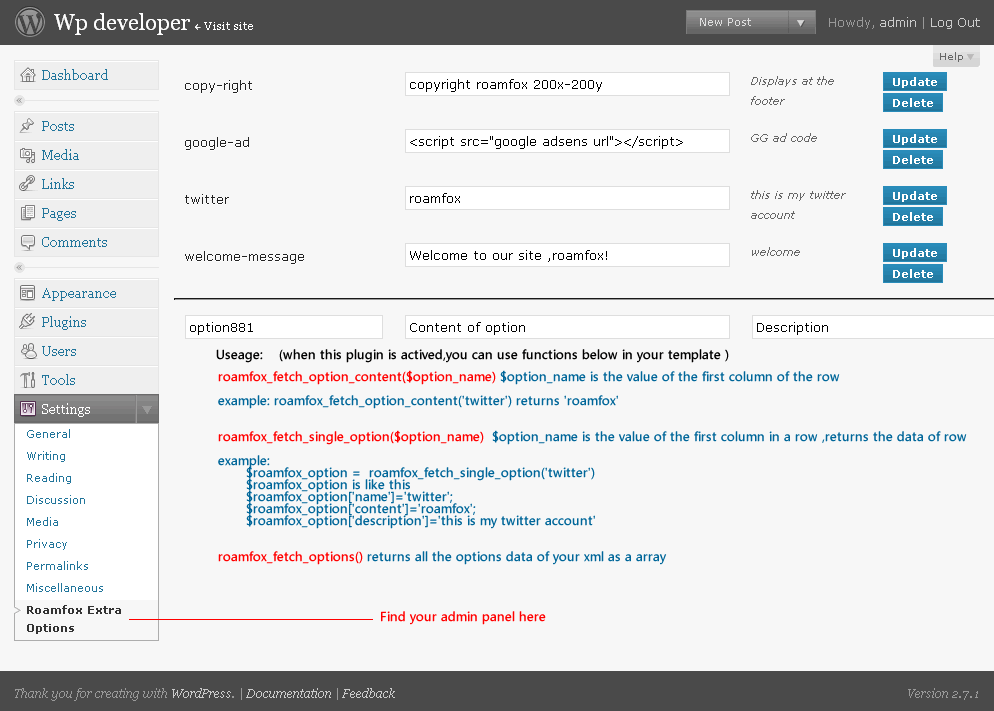 Wp developer ← Visit site
New Post
Howdy, admin | Log Out
Help
Dashboard
Posts
Media
Links
Pages
Comments
Appearance
Plugins
Users
Tools
Settings
General
Writing
Reading
Discussion
Media
Privacy
Permalinks
Miscellaneous
Roamfox Extra
Options
copy-right
copyright roamfox 200x-200y
Displays at the
footer
Update
Delete
google-ad
<script src="google adsens url"></script>
GG ad code
Update
Delete
twitter
roamfox
this is my twitter
account
Update
Delete
welcome-message
Welcome to our site ,roamfox!
welcome
Update
Delete
option881
Content of option
Description
Useage: (when this plugin is actived,you can use functions below in your template )
roamfox_fetch_option_content($option_name) $option_name is the value of the first column of the row
example: roamfox_fetch_option_content('twitter') returns 'roamfox'
roamfox_fetch_single_option($option_name) $option_name is the value of the first column in a row ,returns the data of row
example:
$roamfox_option = roamfox_fetch_single_option('twitter')
$roamfox_option is like this
$roamfox_option['name']='twitter';
$roamfox_option['content']='roamfox';
$roamfox_option['description']='this is my twitter account'
roamfox_fetch_options() returns all the options data of your xml as a array
Find your admin panel here
Thank you for creating with WordPress. | Documentation | Feedback
Version 2.7.1